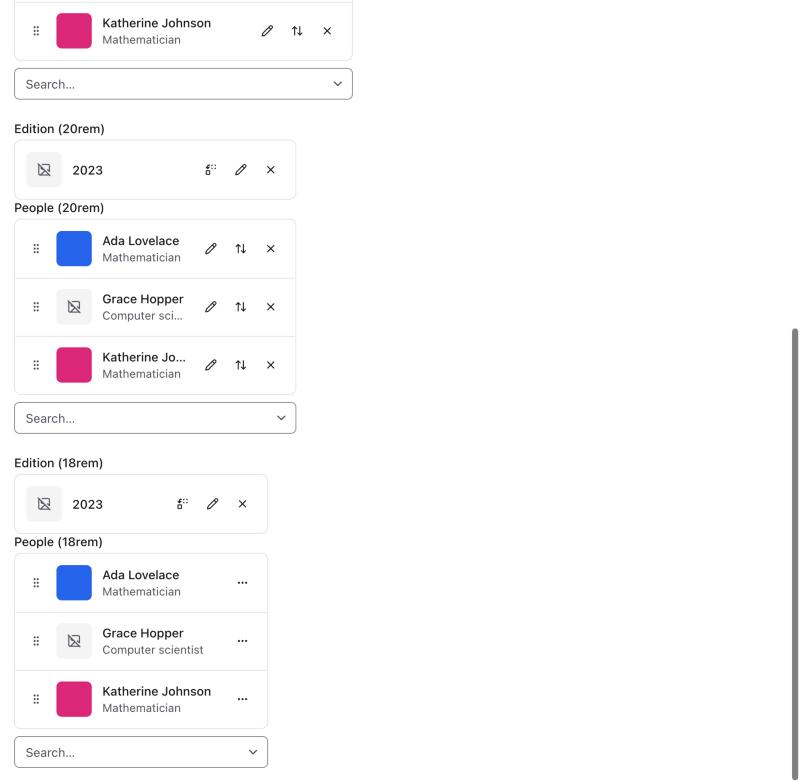 Katherine Johnson
Mathematician
Search...
Edition (20rem)
2023
People (20rem)
Ada Lovelace
Mathematician
Grace Hopper
Computer sci...
Katherine Jo...
Mathematician
Search...
Edition (18rem)
2023
People (18rem)
Ada Lovelace
Mathematician
Grace Hopper
Computer scientist
Katherine Johnson
Mathematician
Search...